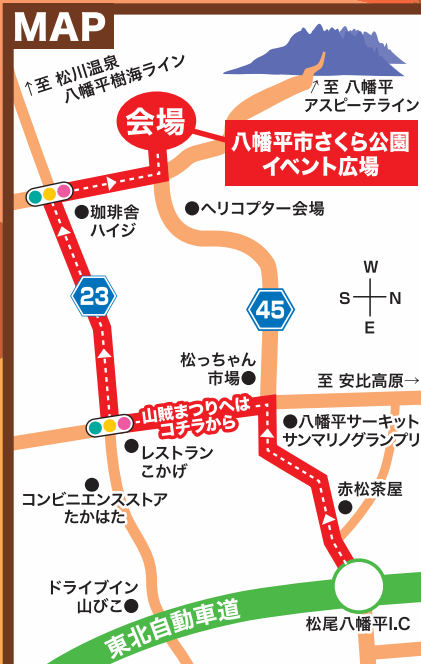 MAP
↑至 松川温泉
八幡平樹海ライン
↗至 八幡平
アスピーテライン
会場
八幡平市さくら公園
イベント広場
●珈琲舎
ハイジ
●ヘリコプター会場
23
45
W
S N
E
松っちゃん
市場●
至 安比高原→
山賊まつりへは
コチラから
●八幡平サーキット
サンマリノグランプリ
●レストラン
こかげ
赤松茶屋
コンビニエンスストア
たかはた
ドライブイン
山びこ●
東北自動車道
松尾八幡平I.C